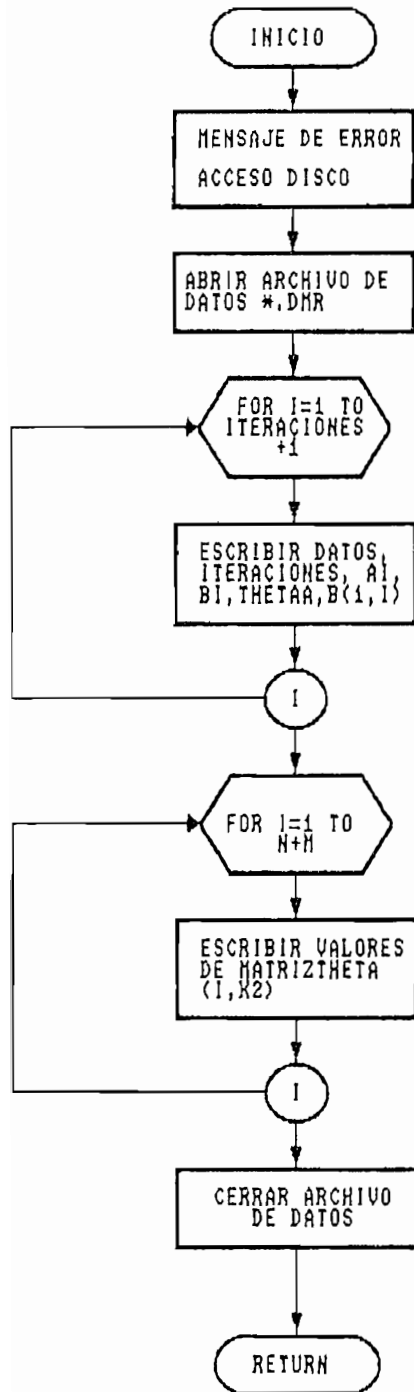 INICIO
MENSAJE DE ERROR
ACCESO DISCO
ABRIR ARCHIVO DE
DATOS *.DMR
FOR I=1 TO
ITERACIONES
+1
ESCRIBIR DATOS,
ITERACIONES, AI,
BI,THETAA,B(1,I)
I
FOR I=1 TO
N+M
ESCRIBIR VALORES
DE MATRIZTHETA
(I,K2)
I
CERRAR ARCHIVO
DE DATOS
RETURN